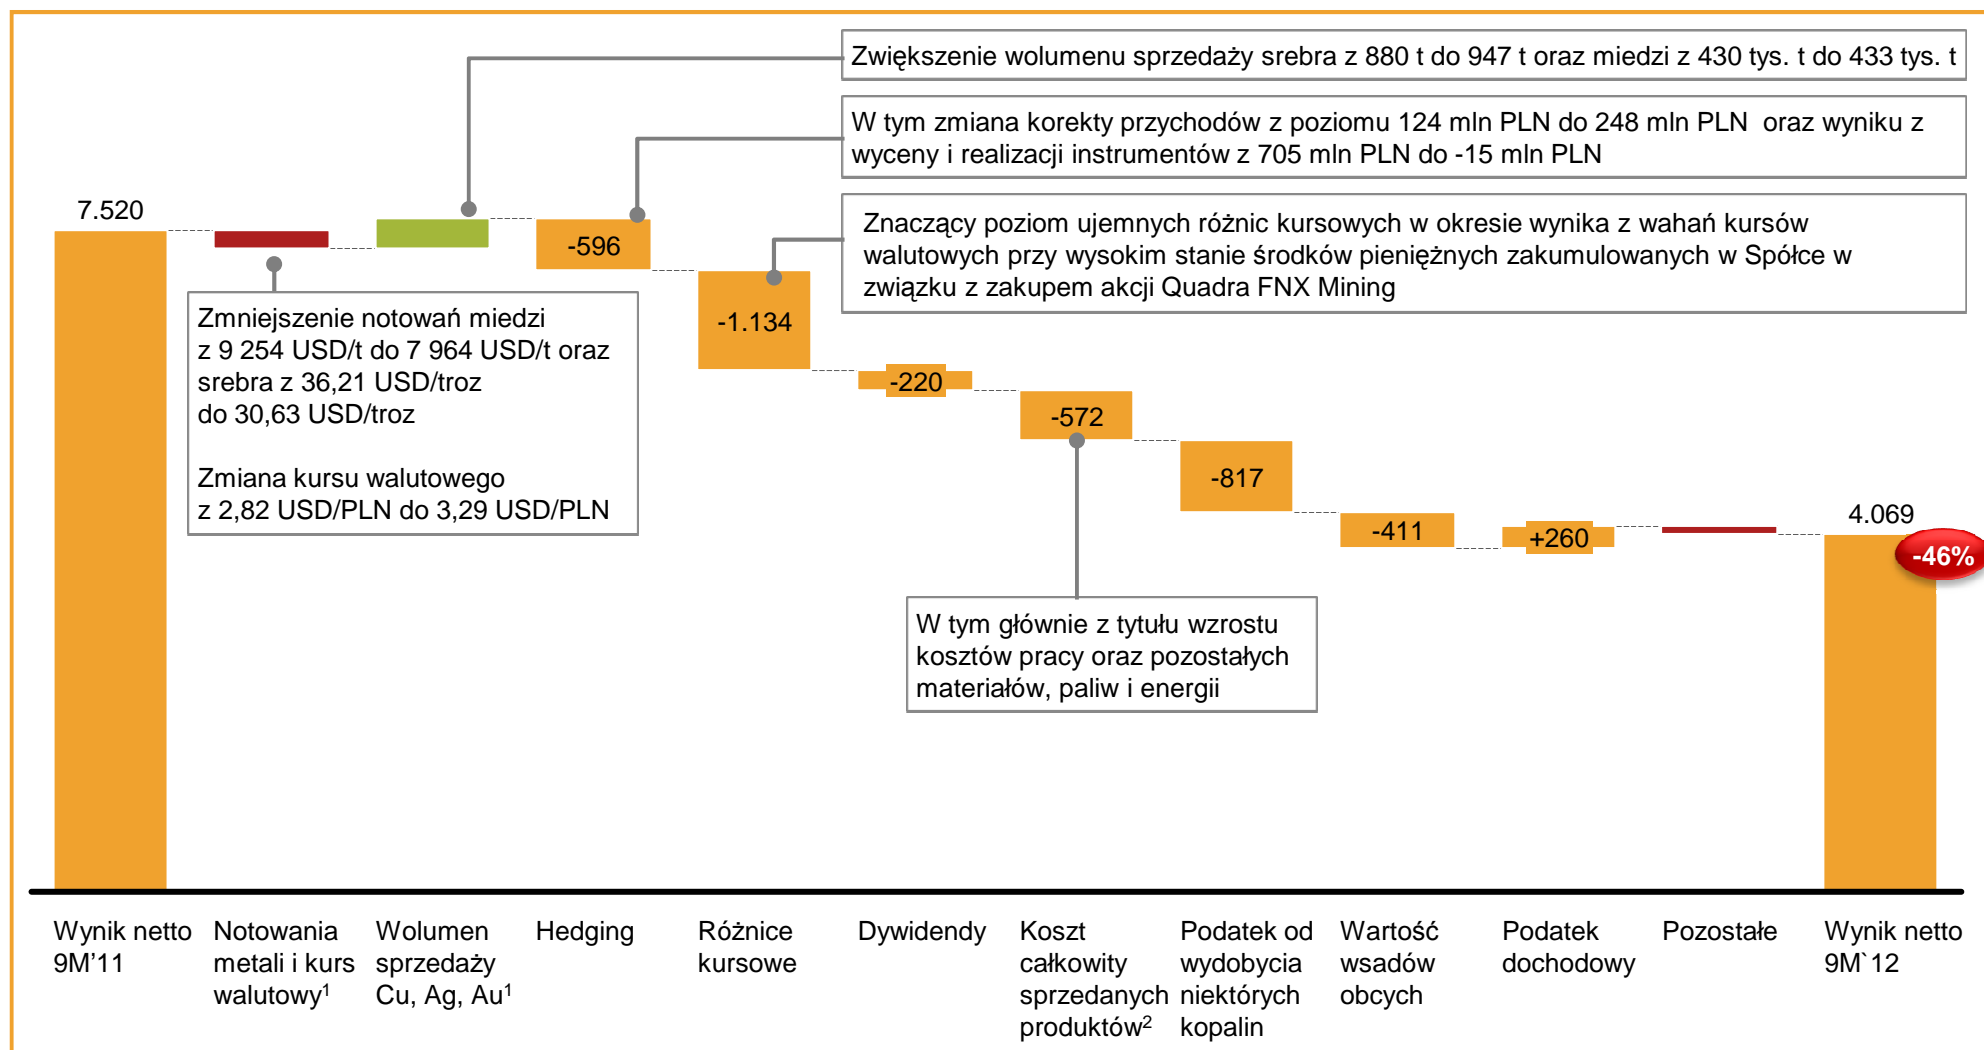 Zwiększenie wolumenu sprzedaży srebra z 880 t do 947 t oraz miedzi z 430 tys. t do 433 tys. t
W tym zmiana korekty przychodów z poziomu 124 mln PLN do 248 mln PLN oraz wyniku z
wyceny i realizacji instrumentów z 705 mln PLN do -15 mln PLN
Znaczący poziom ujemnych różnic kursowych w okresie wynika z wahań kursów
walutowych przy wysokim stanie środków pieniężnych zakumulowanych w Spółce w
związku z zakupem akcji Quadra FNX Mining
7.520
-596
-1.134
-220
-572
-817
-411
+260
4.069
-46%
Zmniejszenie notowań miedzi
z 9 254 USD/t do 7 964 USD/t oraz
srebra z 36,21 USD/troz
do 30,63 USD/troz
Zmiana kursu walutowego
z 2,82 USD/PLN do 3,29 USD/PLN
W tym głównie z tytułu wzrostu
kosztów pracy oraz pozostałych
materiałów, paliw i energii
Wynik netto
9M'11
Notowania
metali i kurs
walutowy¹
Wolumen
sprzedaży
Cu, Ag, Au¹
Hedging
Różnice
kursowe
Dywidendy
Koszt
całkowity
sprzedanych
produktów²
Podatek od
wydobycia
niektórych
kopalin
Wartość
wsadów
obcych
Podatek
dochodowy
Pozostałe
Wynik netto
9M`12